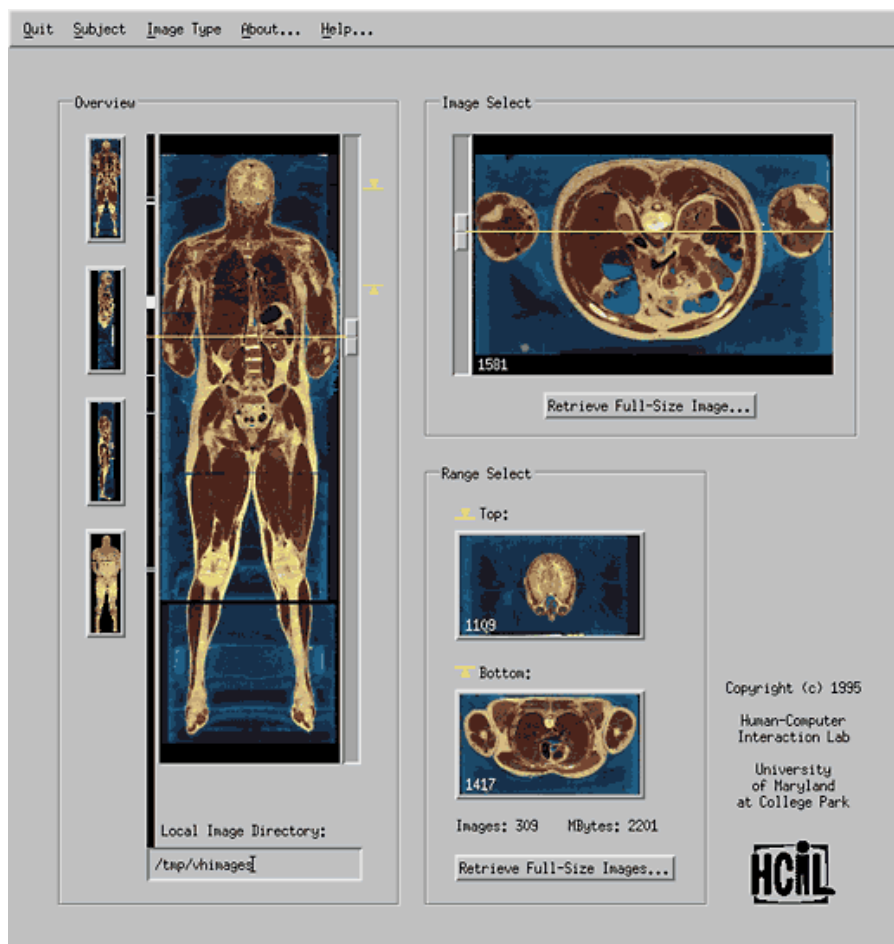 Quit Subject Image Type About... Help...
Overview
Local Image Directory:
/tmp/vhimages
Image Select
1581
Retrieve Full-Size Image...
Range Select
Top:
1109
Bottom:
1417
Images: 309 MBytes: 2201
Retrieve Full-Size Images...
Copyright (c) 1995
Human-Computer
Interaction Lab
University
of Maryland
at College Park
HCIL